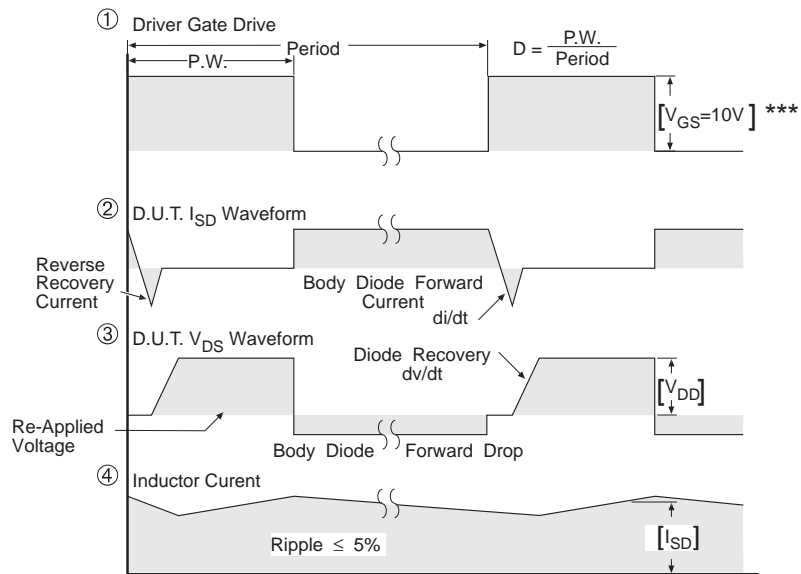 ① Driver Gate Drive
Period
P.W.
D = P.W. / Period
[VGS=10V] ***
② D.U.T. ISD Waveform
Reverse
Recovery
Current
Body Diode Forward
Current
di/dt
③ D.U.T. VDS Waveform
Diode Recovery
dv/dt
[VDD]
Re-Applied
Voltage
Body Diode Forward Drop
④ Inductor Curent
Ripple ≤ 5%
[ISD]